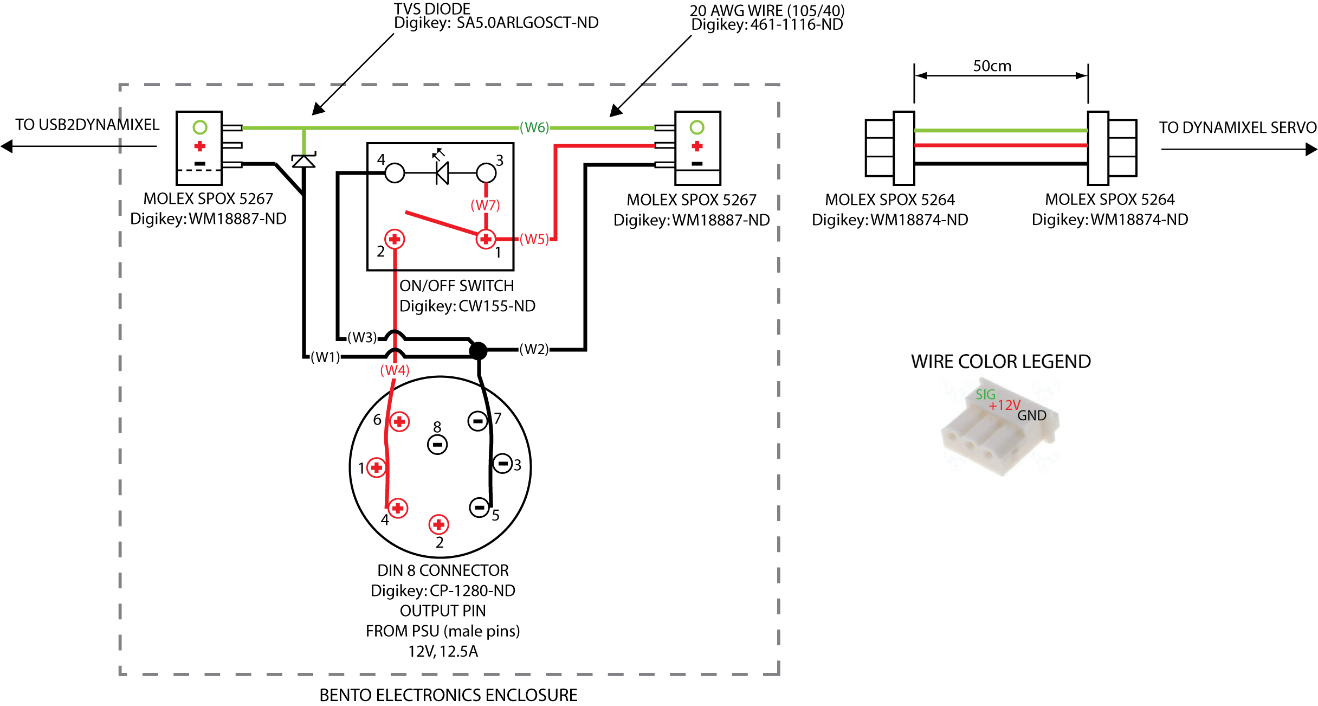 TVS DIODE
Digikey: SA5.0ARLGOSCT-ND
20 AWG WIRE (105/40)
Digikey: 461-1116-ND
50cm
TO USB2DYNAMIXEL
(W6)
TO DYNAMIXEL SERVO
4
3
MOLEX SPOX 5267
Digikey: WM18887-ND
(W7)
MOLEX SPOX 5267
Digikey: WM18887-ND
MOLEX SPOX 5264
Digikey: WM18874-ND
MOLEX SPOX 5264
Digikey: WM18874-ND
(W5)
2
1
ON/OFF SWITCH
Digikey: CW155-ND
(W3)
(W1)
(W2)
(W4)
WIRE COLOR LEGEND
SIG
+12V
GND
6
8
7
1
3
4
5
2
DIN 8 CONNECTOR
Digikey: CP-1280-ND
OUTPUT PIN
FROM PSU (male pins)
12V, 12.5A
BENTO ELECTRONICS ENCLOSURE